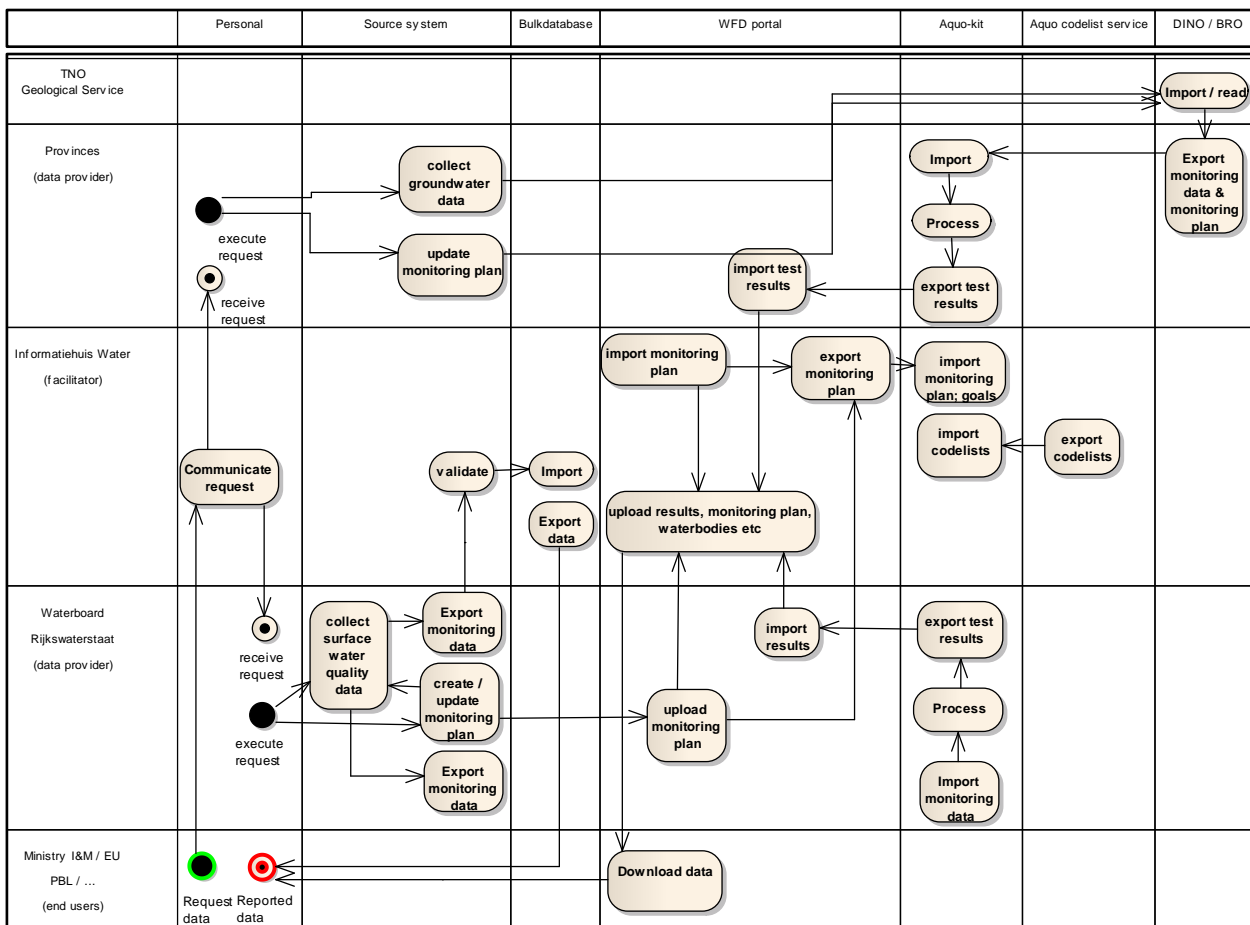 Personal
Source system
Bulkdatabase
WFD portal
Aquo-kit
Aquo codelist service
DINO / BRO
TNO
Geological Service
Import / read
Provinces
(data provider)
collect
groundwater
data
Import
Export
monitoring
data &
monitoring
plan
execute
request
update
monitoring plan
Process
import test
results
export test
results
receive
request
Informatiehuis Water
(facilitator)
import monitoring
plan
export
monitoring
plan
import
monitoring
plan; goals
import
codelists
export
codelists
Communicate
request
validate
Import
Export
data
upload results, monitoring plan,
waterbodies etc
Waterboard
Rijkswaterstaat
(data provider)
receive
request
collect
surface
water
quality
data
Export
monitoring
data
import
results
export test
results
execute
request
create /
update
monitoring
plan
upload
monitoring
plan
Process
Export
monitoring
data
Import
monitoring
data
Ministry I&M / EU
PBL / ...
(end users)
Request
data
Reported
data
Download data